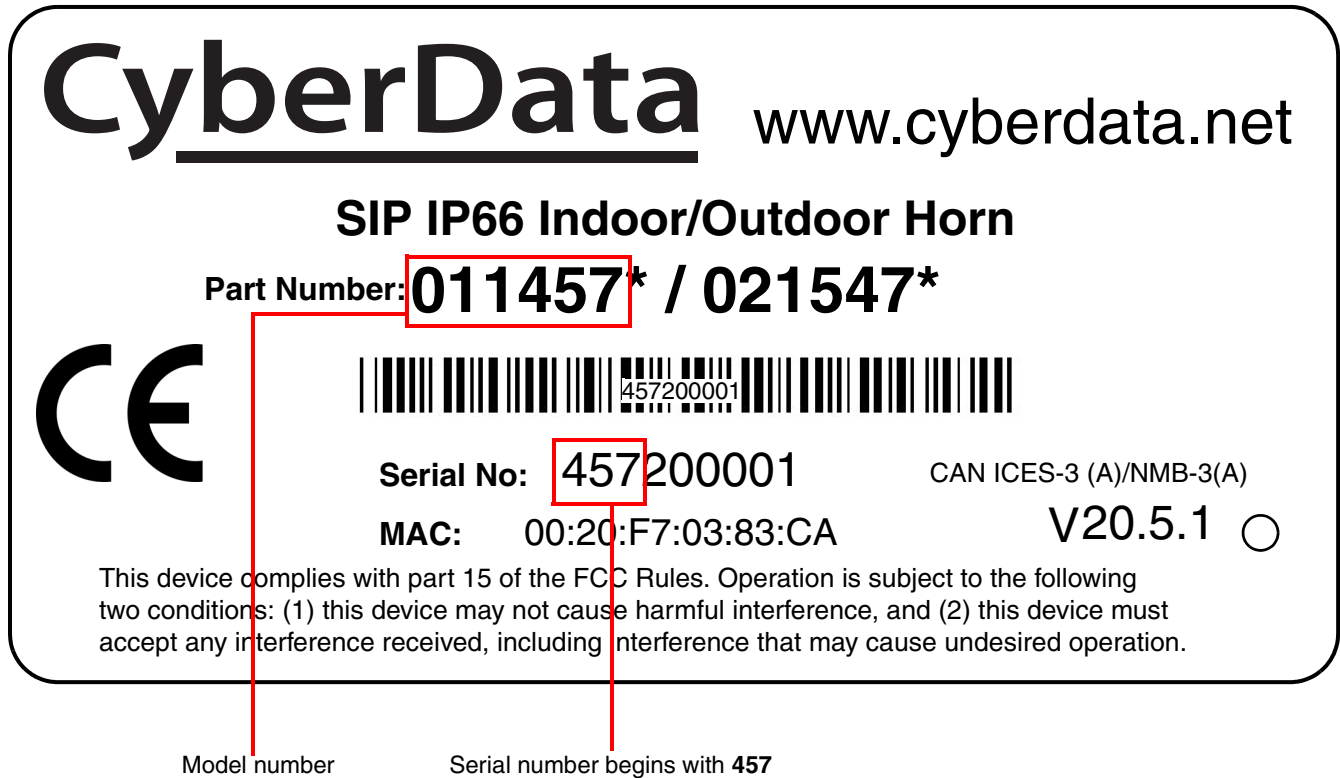 CyberData www.cyberdata.net
SIP IP66 Indoor/Outdoor Horn
Part Number: 011457* / 021547*
CE
457200001
Serial No: 457200001 CAN ICES-3 (A)/NMB-3(A)
MAC: 00:20:F7:03:83:CA V20.5.1
This device complies with part 15 of the FCC Rules. Operation is subject to the following
two conditions: (1) this device may not cause harmful interference, and (2) this device must
accept any interference received, including interference that may cause undesired operation.
Model number Serial number begins with 457